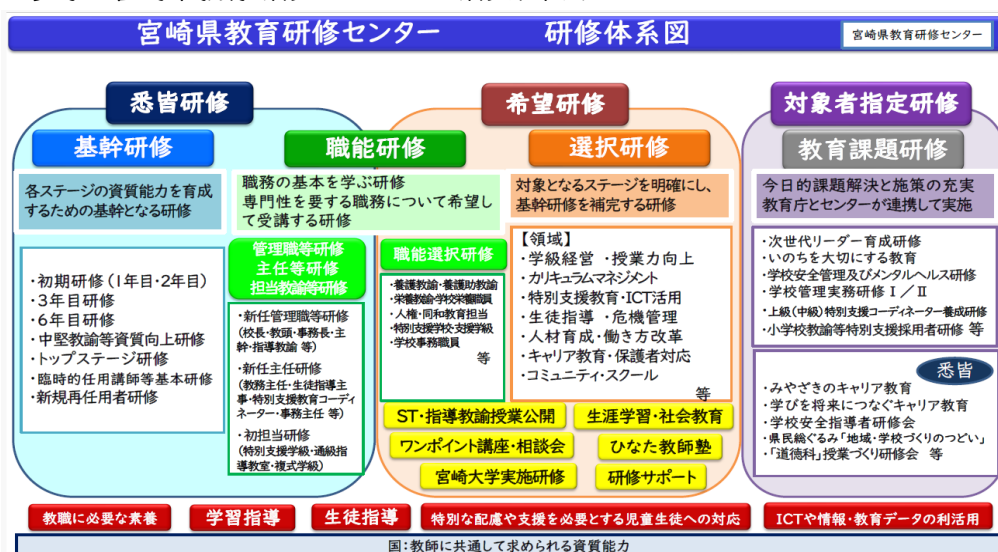 宮崎県教育研修センター　研修体系図
宮崎県教育研修センター
悉皆研修
希望研修
対象者指定研修
基幹研修
職能研修
選択研修
教育課題研修
各ステージの資質能力を育成
するための基幹となる研修
職務の基本を学ぶ研修
専門性を要する職務について希望し
て受講する研修
対象となるステージを明確にし、
基幹研修を補完する研修
今日的課題解決と施策の充実
教育庁とセンターが連携して実施
・初期研修(1年目・2年目)
・3年目研修
・6年目研修
・中堅教諭等資質向上研修
・トップステージ研修
・臨時的任用講師等基本研修
・新規再任用者研修
管理職等研修
主任等研修
担当教諭等研修
・新任管理職等研修
(校長・教頭・事務長・主
幹・指導教諭 等)
・新任主任研修
(教務主任・生徒指導主
事・特別支援教育コーディ
ネーター・事務主任 等)
・初担当研修
(特別支援学級・通級指
導教室・複式学級)
職能選択研修
・養護教諭・養護助教諭
・栄養教諭・学校栄養職員
・人権・同和教育担当
・特別支援学校・支援学級
・学校事務職員
等
【領域】
・学級経営 ・授業力向上
・カリキュラムマネジメント
・特別支援教育・ICT活用
・生徒指導 ・危機管理
・人材育成・働き方改革
・キャリア教育・保護者対応
・コミュニティ・スクール
等
・次世代リーダー育成研修
・いのちを大切にする教育
・学校安全管理及びメンタルヘルス研修
・学校管理実務研修Ⅰ／Ⅱ
・上級(中級)特別支援コーディネーター養成研修
・小学校教諭等特別支援採用者研修 等
悉皆
・みやざきのキャリア教育
・学びを将来につなぐキャリア教育
・学校安全指導者研修会
・県民総ぐるみ「地域・学校づくりのつどい」
・「道徳科」授業づくり研修会 等
ST・指導教諭授業公開
生涯学習・社会教育
ワンポイント講座・相談会
ひなた教師塾
宮崎大学実施研修
研修サポート
教職に必要な素養
学習指導
生徒指導
特別な配慮や支援を必要とする児童生徒への対応
ICTや情報・教育データの利活用
国:教師に共通して求められる資質能力